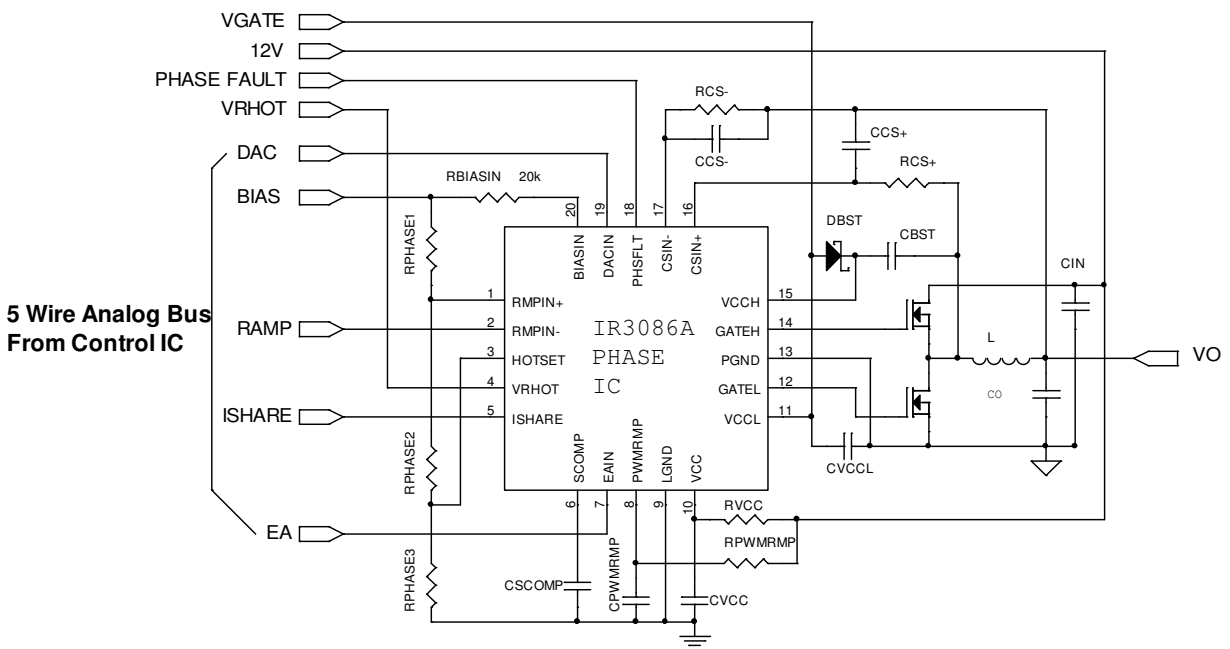 VGATE
12V
PHASE FAULT
VRHOT
DAC
BIAS
5 Wire Analog Bus
From Control IC
RAMP
ISHARE
EA
RBIASIN 20k
RPHASE1
RPHASE2
RPHASE3
RCS-
CCS-
CCS+
RCS+
DBST
CBST
CIN
20
19
18
17
16
BIASIN
DACIN
PHSFLT
CSIN-
CSIN+
1 RMPIN+
2 RMPIN-
3 HOTSET
4 VRHOT
5 ISHARE
IR3086A
PHASE
IC
VCCH 15
GATEH 14
PGND 13
GATEL 12
VCCL 11
SCOMP
EAIN
PWMRMP
LGND
VCC
6
7
8
9
10
L
CO
VO
CVCCL
RVCC
RPWMRMP
CSCOMP
CPWMRMP
CVCC